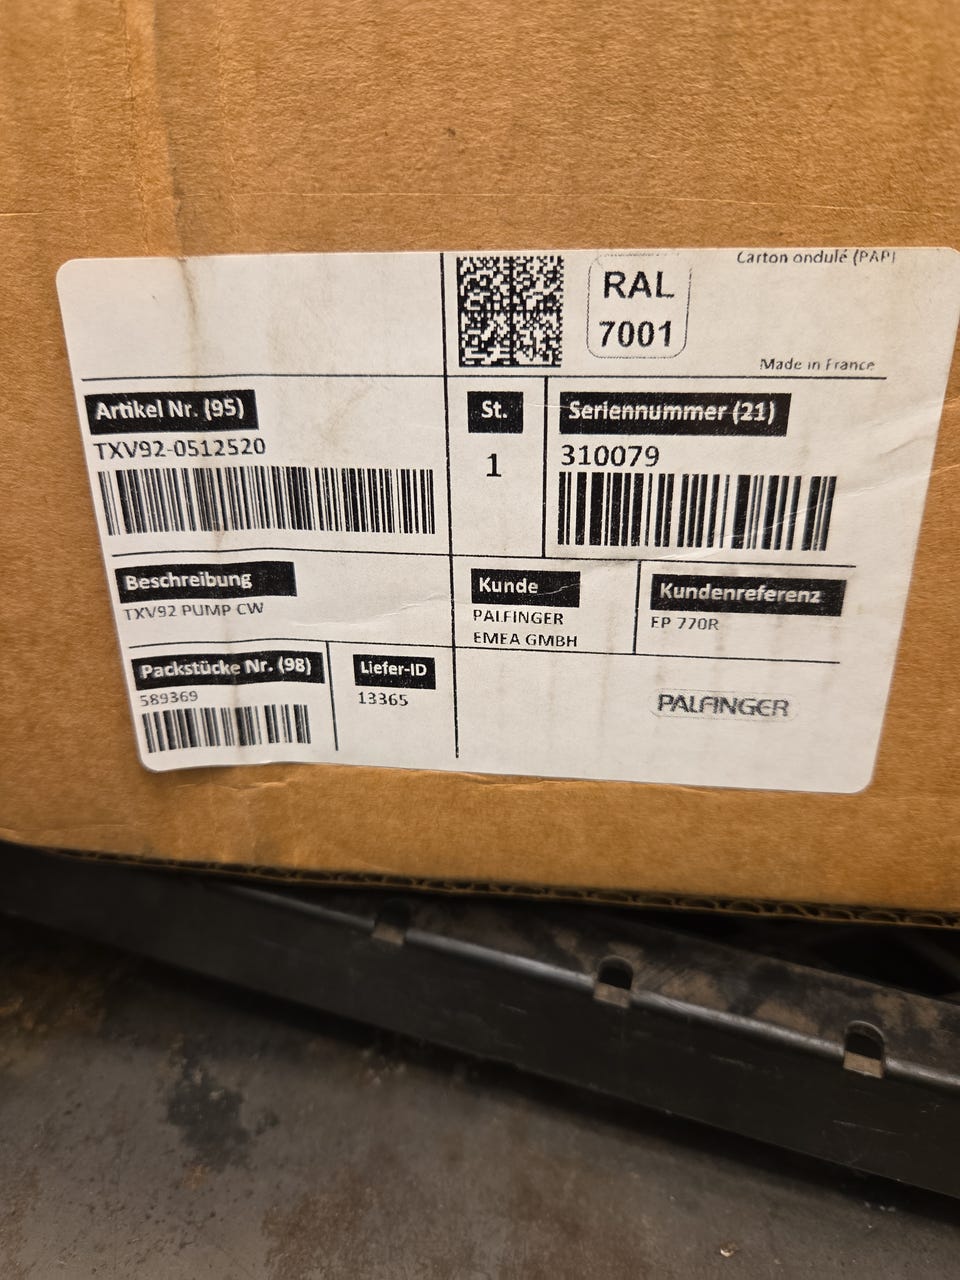 Carton ondulé (PAP)
RAL
7001
Made in France
Artikel Nr. (95)
TXV92-0512520
St.
1
Seriennummer (21)
310079
Beschreibung
TXV92 PUMP CW
Kunde
PALFINGER
EMEA GMBH
Kundenreferenz
EP 770R
Packstücke Nr. (98)
589369
Liefer-ID
13365
PALFINGER